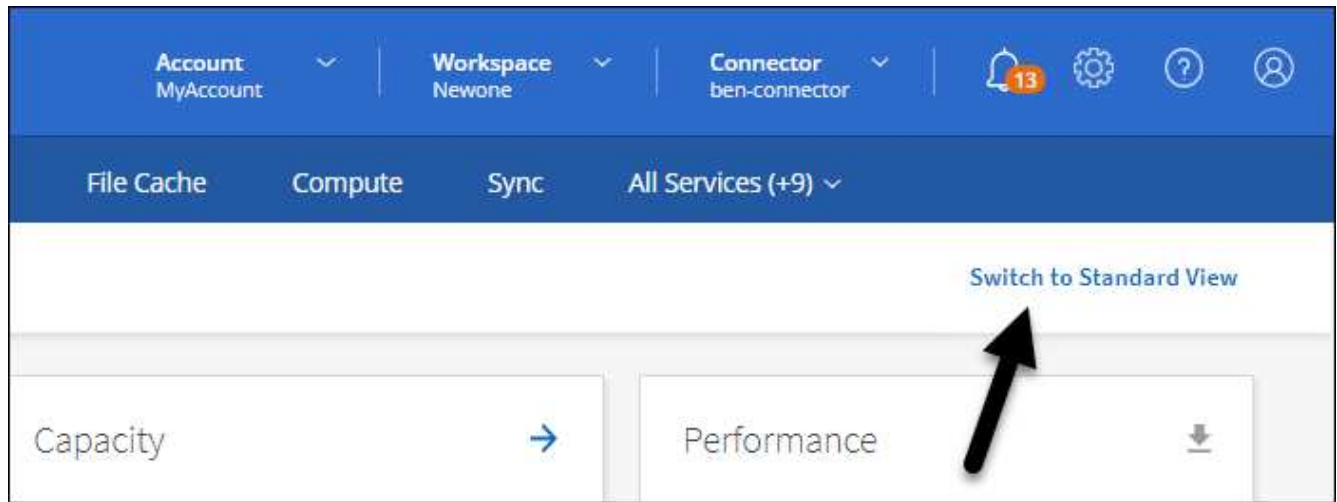 Account
MyAccount
Workspace
Newone
Connector
ben-connector
13
File Cache Compute Sync All Services (+9)
Switch to Standard View
Capacity
Performance